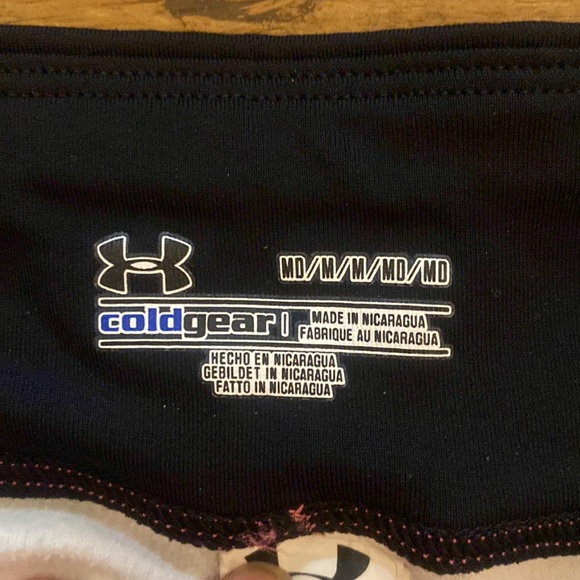 MD/M/M/MD/MD
coldgear
MADE IN NICARAGUA
FABRIQUE AU NICARAGUA
HECHO EN NICARAGUA
GEBILDET IN NICARAGUA
FATTO IN NICARAGUA